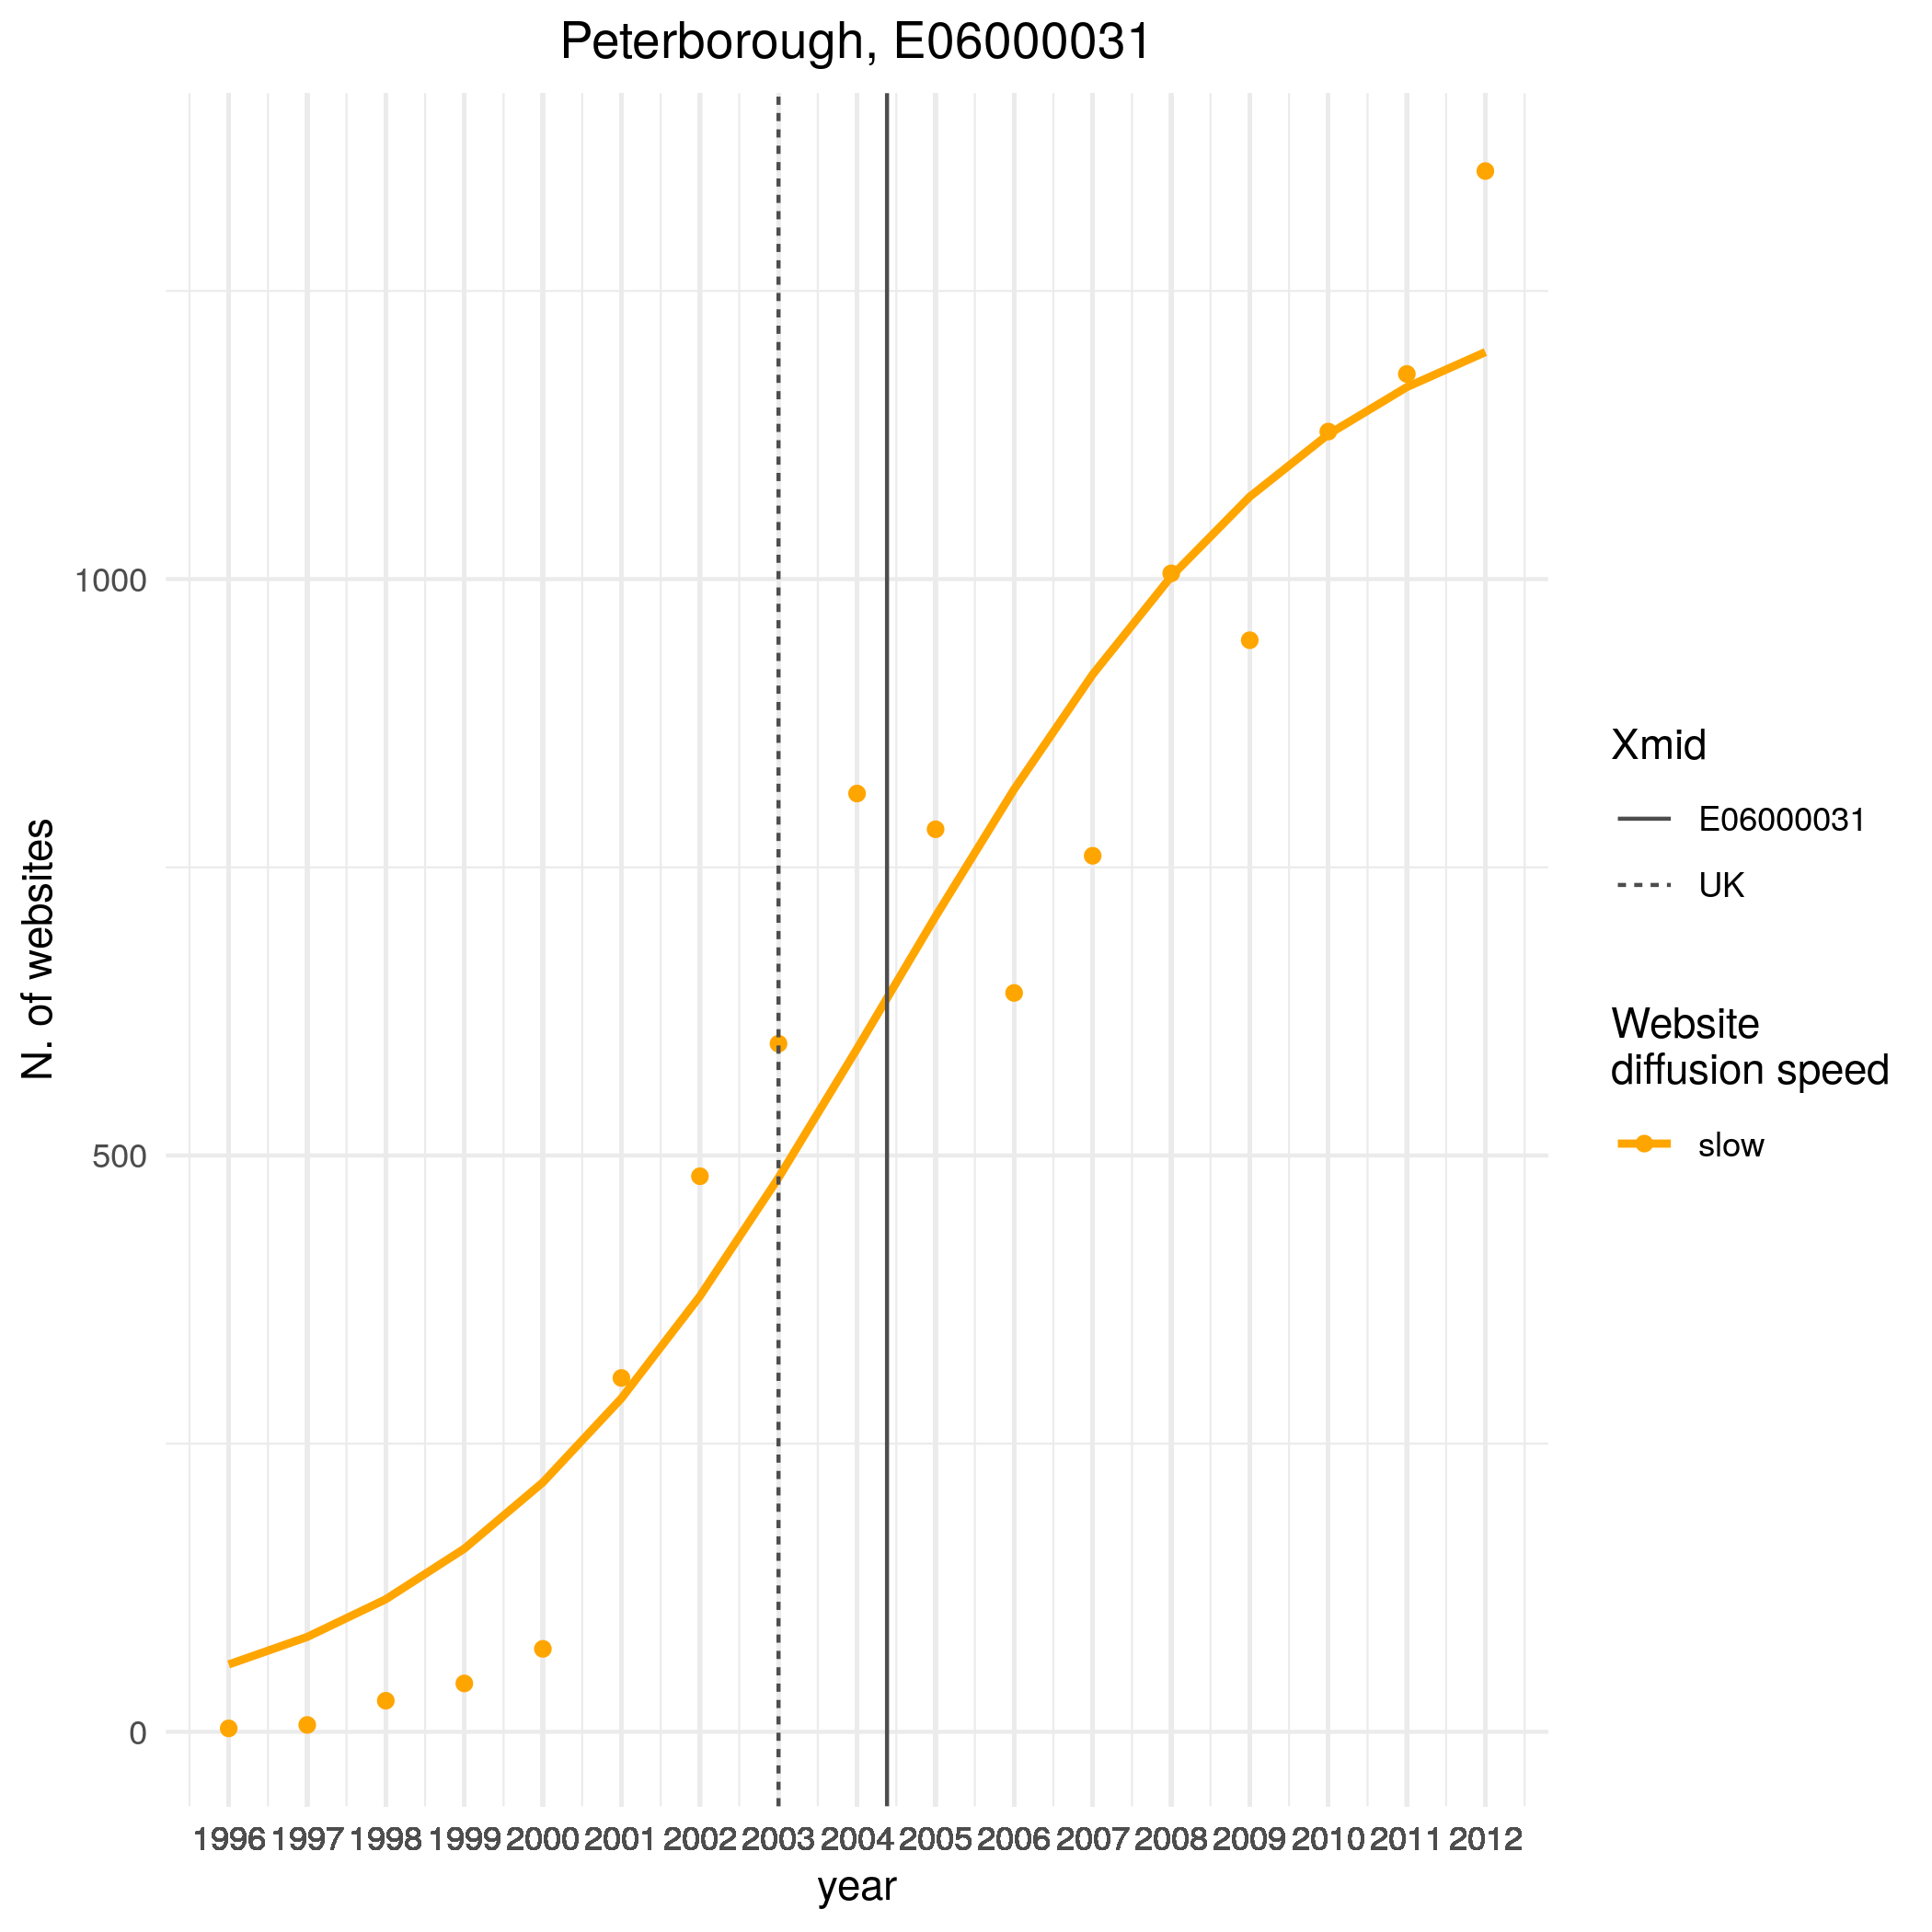 Peterborough, E06000031
N. of websites
1000
500
0
1996 1997 1998 1999 2000 2001 2002 2003 2004 2005 2006 2007 2008 2009 2010 2011 2012
year
Xmid
E06000031
UK
Website
diffusion speed
slow